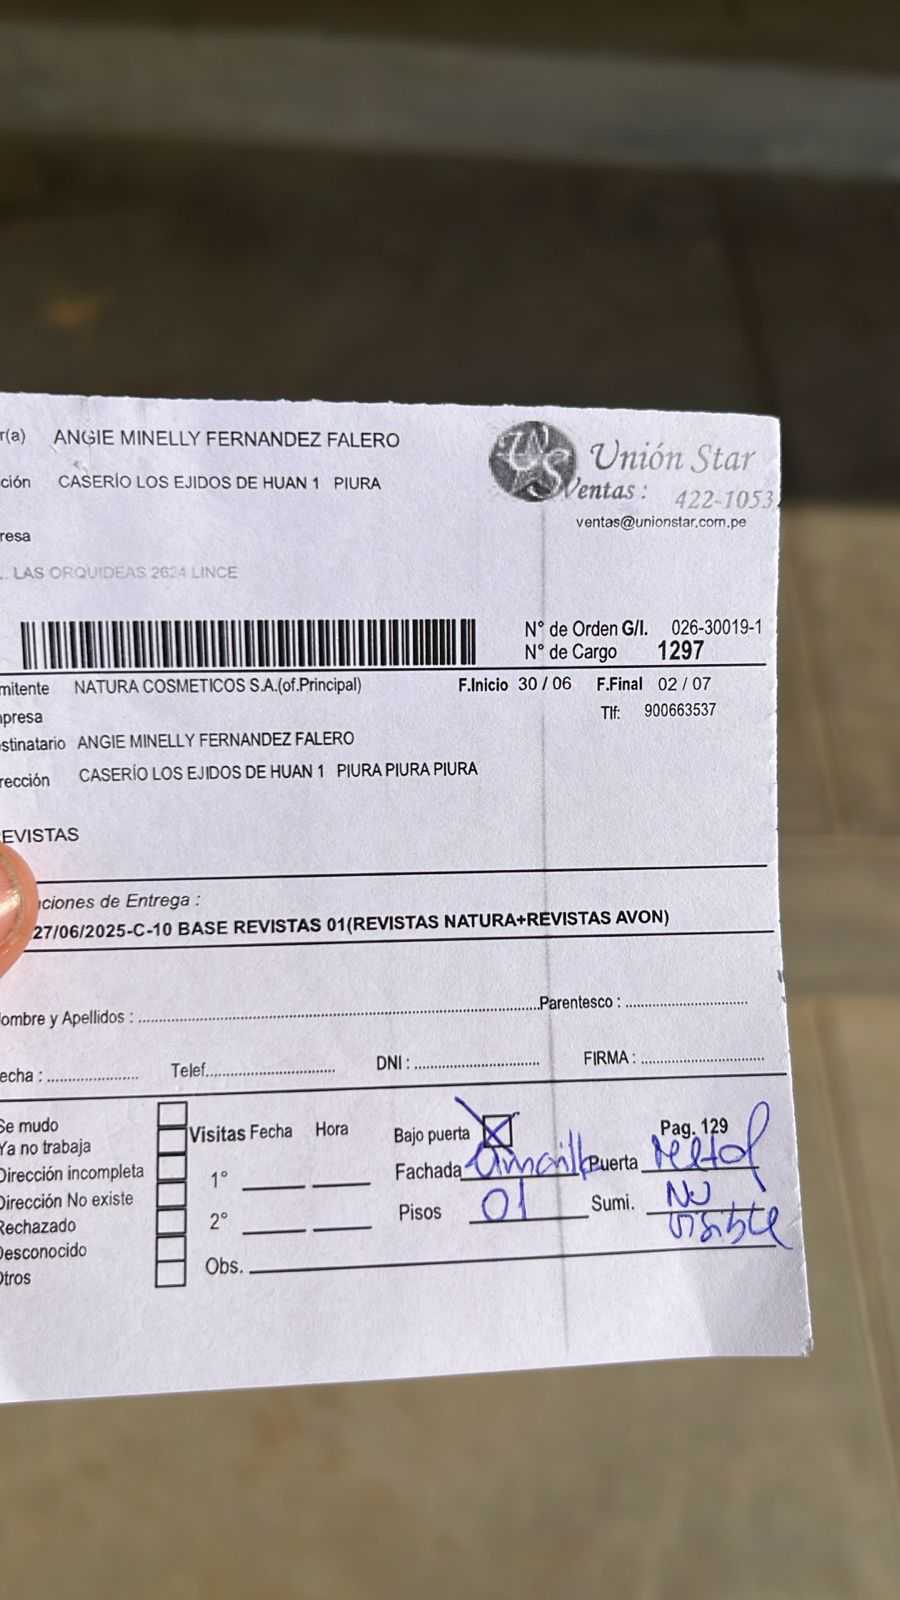 r(a) ANGIE MINELLY FERNANDEZ FALERO
ción CASERÍO LOS EJIDOS DE HUAN 1 PIURA
US
Unión Star
Ventas : 422-1053
ventas@unionstar.com.pe
resa
LAS ORQUIDEAS 2624 LINCE
N° de Orden G/I. 026-30019-1
N° de Cargo 1297
mitente NATURA COSMETICOS S.A.(of.Principal) F.Inicio 30 / 06 F.Final 02 / 07
presa Tlf: 900663537
stinatario ANGIE MINELLY FERNANDEZ FALERO
rección CASERÍO LOS EJIDOS DE HUAN 1 PIURA PIURA PIURA
EVISTAS
ciones de Entrega :
27/06/2025-C-10 BASE REVISTAS 01(REVISTAS NATURA+REVISTAS AVON)
ombre y Apellidos : Parentesco :
echa : Telef. DNI : FIRMA :
Se mudo
Ya no trabaja
Dirección incompleta
Dirección No existe
Rechazado
Desconocido
Otros
Visitas Fecha Hora
1°
2°
Obs.
Bajo puerta X Pag. 129
Fachada amarilla Puerta metal
Pisos 01 Sumi. No visible